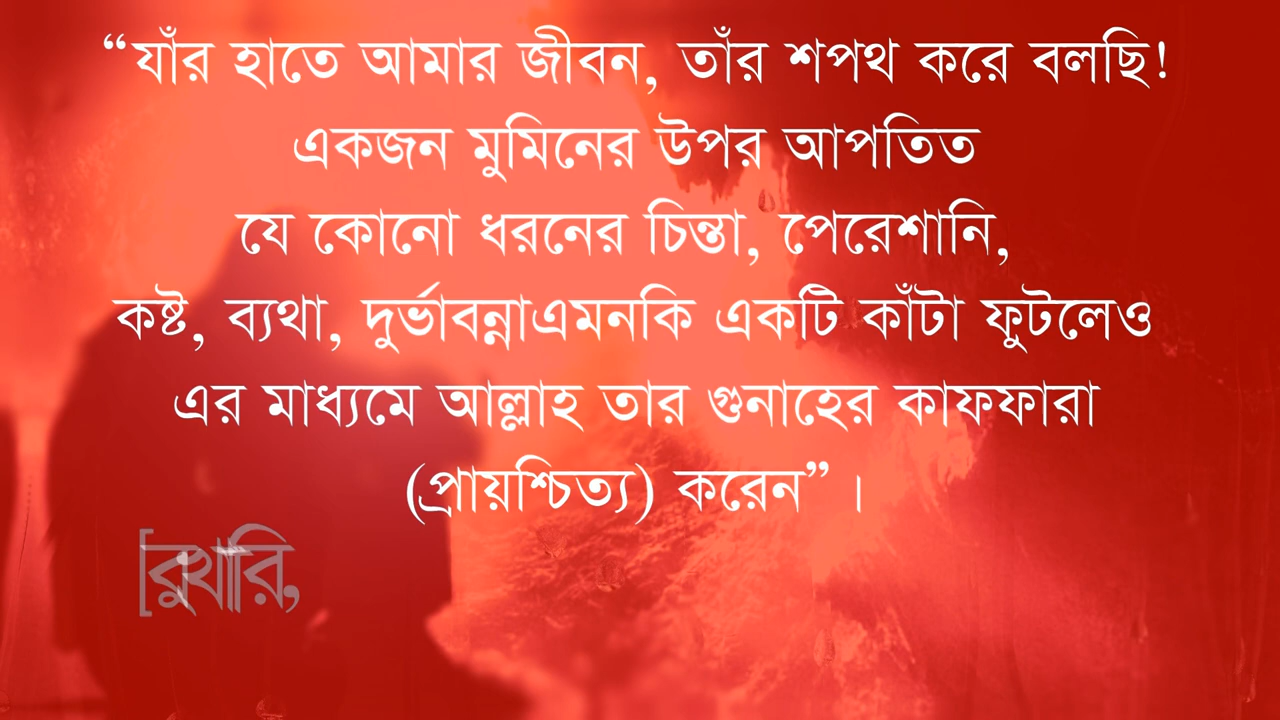 “যাঁর হাতে আমার জীবন, তাঁর শপথ করে বলছি!
একজন মুমিনের উপর আপতিত
যে কোনো ধরনের চিন্তা, পেরেশানি,
কষ্ট, ব্যথা, দুর্ভাবন্নাএমনকি একটি কাঁটা ফুটলেও
এর মাধ্যমে আল্লাহ তার গুনাহের কাফফারা
(প্রায়শ্চিত্য) করেন”।
[বুখারি,